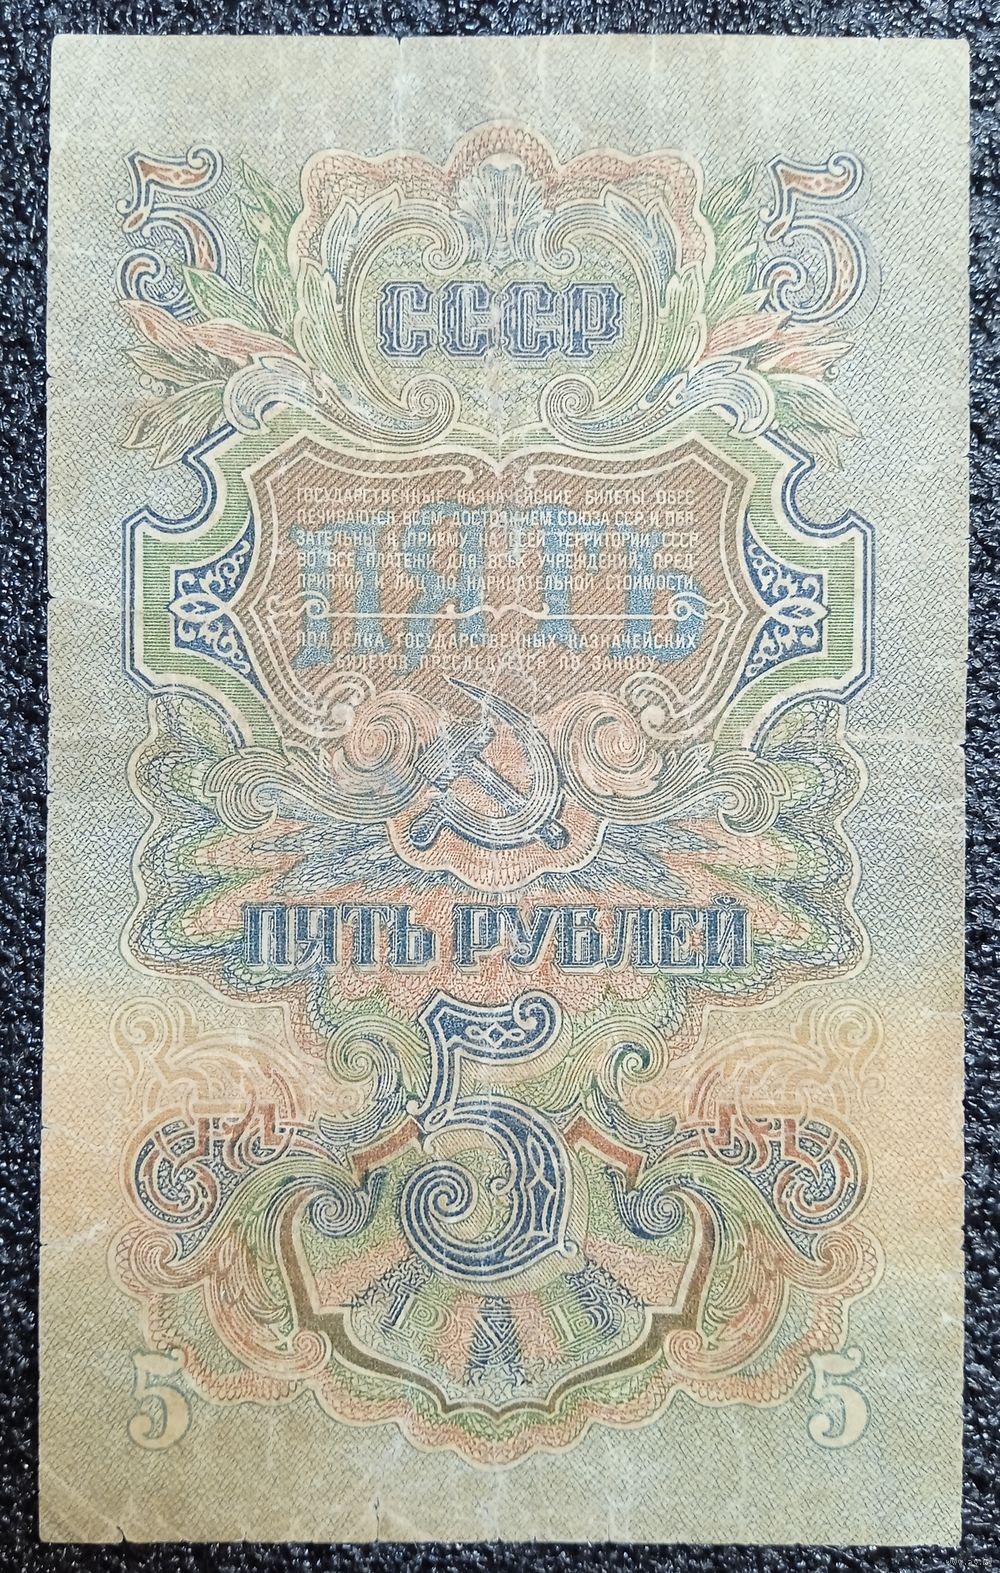 5 5
СССР
ПЯТЬ
ГОСУДАРСТВЕННЫЕ КАЗНАЧЕЙСКИЕ БИЛЕТЫ ОБЕС
ПЕЧИВАЮТСЯ ВСЕМ ДОСТОЯНИЕМ СОЮЗА ССР И ОБЯ
ЗАТЕЛЬНЫ К ПРИЕМУ НА ВСЕЙ ТЕРРИТОРИИ СССР
ВО ВСЕ ПЛАТЕЖИ ДЛЯ ВСЕХ УЧРЕЖДЕНИЙ, ПРЕД
ПРИЯТИЙ И ЛИЦ ПО НАРИЦАТЕЛЬНОЙ СТОИМОСТИ
ПОДДЕЛКА ГОСУДАРСТВЕННЫХ КАЗНАЧЕЙСКИХ
БИЛЕТОВ ПРЕСЛЕДУЕТСЯ ПО ЗАКОНУ
ПЯТЬ РУБЛЕЙ
5
РУБ
5 5